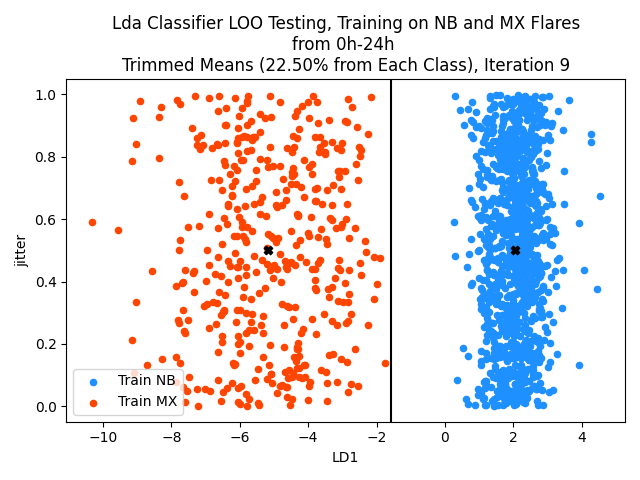 Lda Classifier LOO Testing, Training on NB and MX Flares
from 0h-24h
Trimmed Means (22.50% from Each Class), Iteration 9
1.0
0.8
0.6
0.4
0.2
0.0
jitter
Train NB
Train MX
−10
−8
−6
−4
−2
0
2
4
LD1